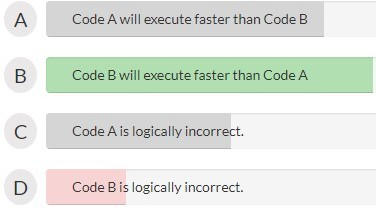 A Code A will execute faster than Code B
B Code B will execute faster than Code A
C Code A is logically incorrect.
D Code B is logically incorrect.